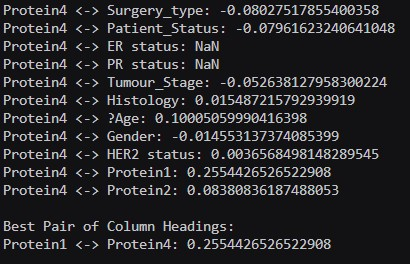 Protein4 <-> Surgery_type: -0.08027517855400358
Protein4 <-> Patient_Status: -0.07961623240641048
Protein4 <-> ER status: NaN
Protein4 <-> PR status: NaN
Protein4 <-> Tumour_Stage: -0.052638127958300224
Protein4 <-> Histology: 0.015487215792939919
Protein4 <-> ?Age: 0.10005059990416398
Protein4 <-> Gender: -0.014553137374085399
Protein4 <-> HER2 status: 0.0036568498148289545
Protein4 <-> Protein1: 0.2554426526522908
Protein4 <-> Protein2: 0.08380836187488053
Best Pair of Column Headings:
Protein1 <-> Protein4: 0.2554426526522908